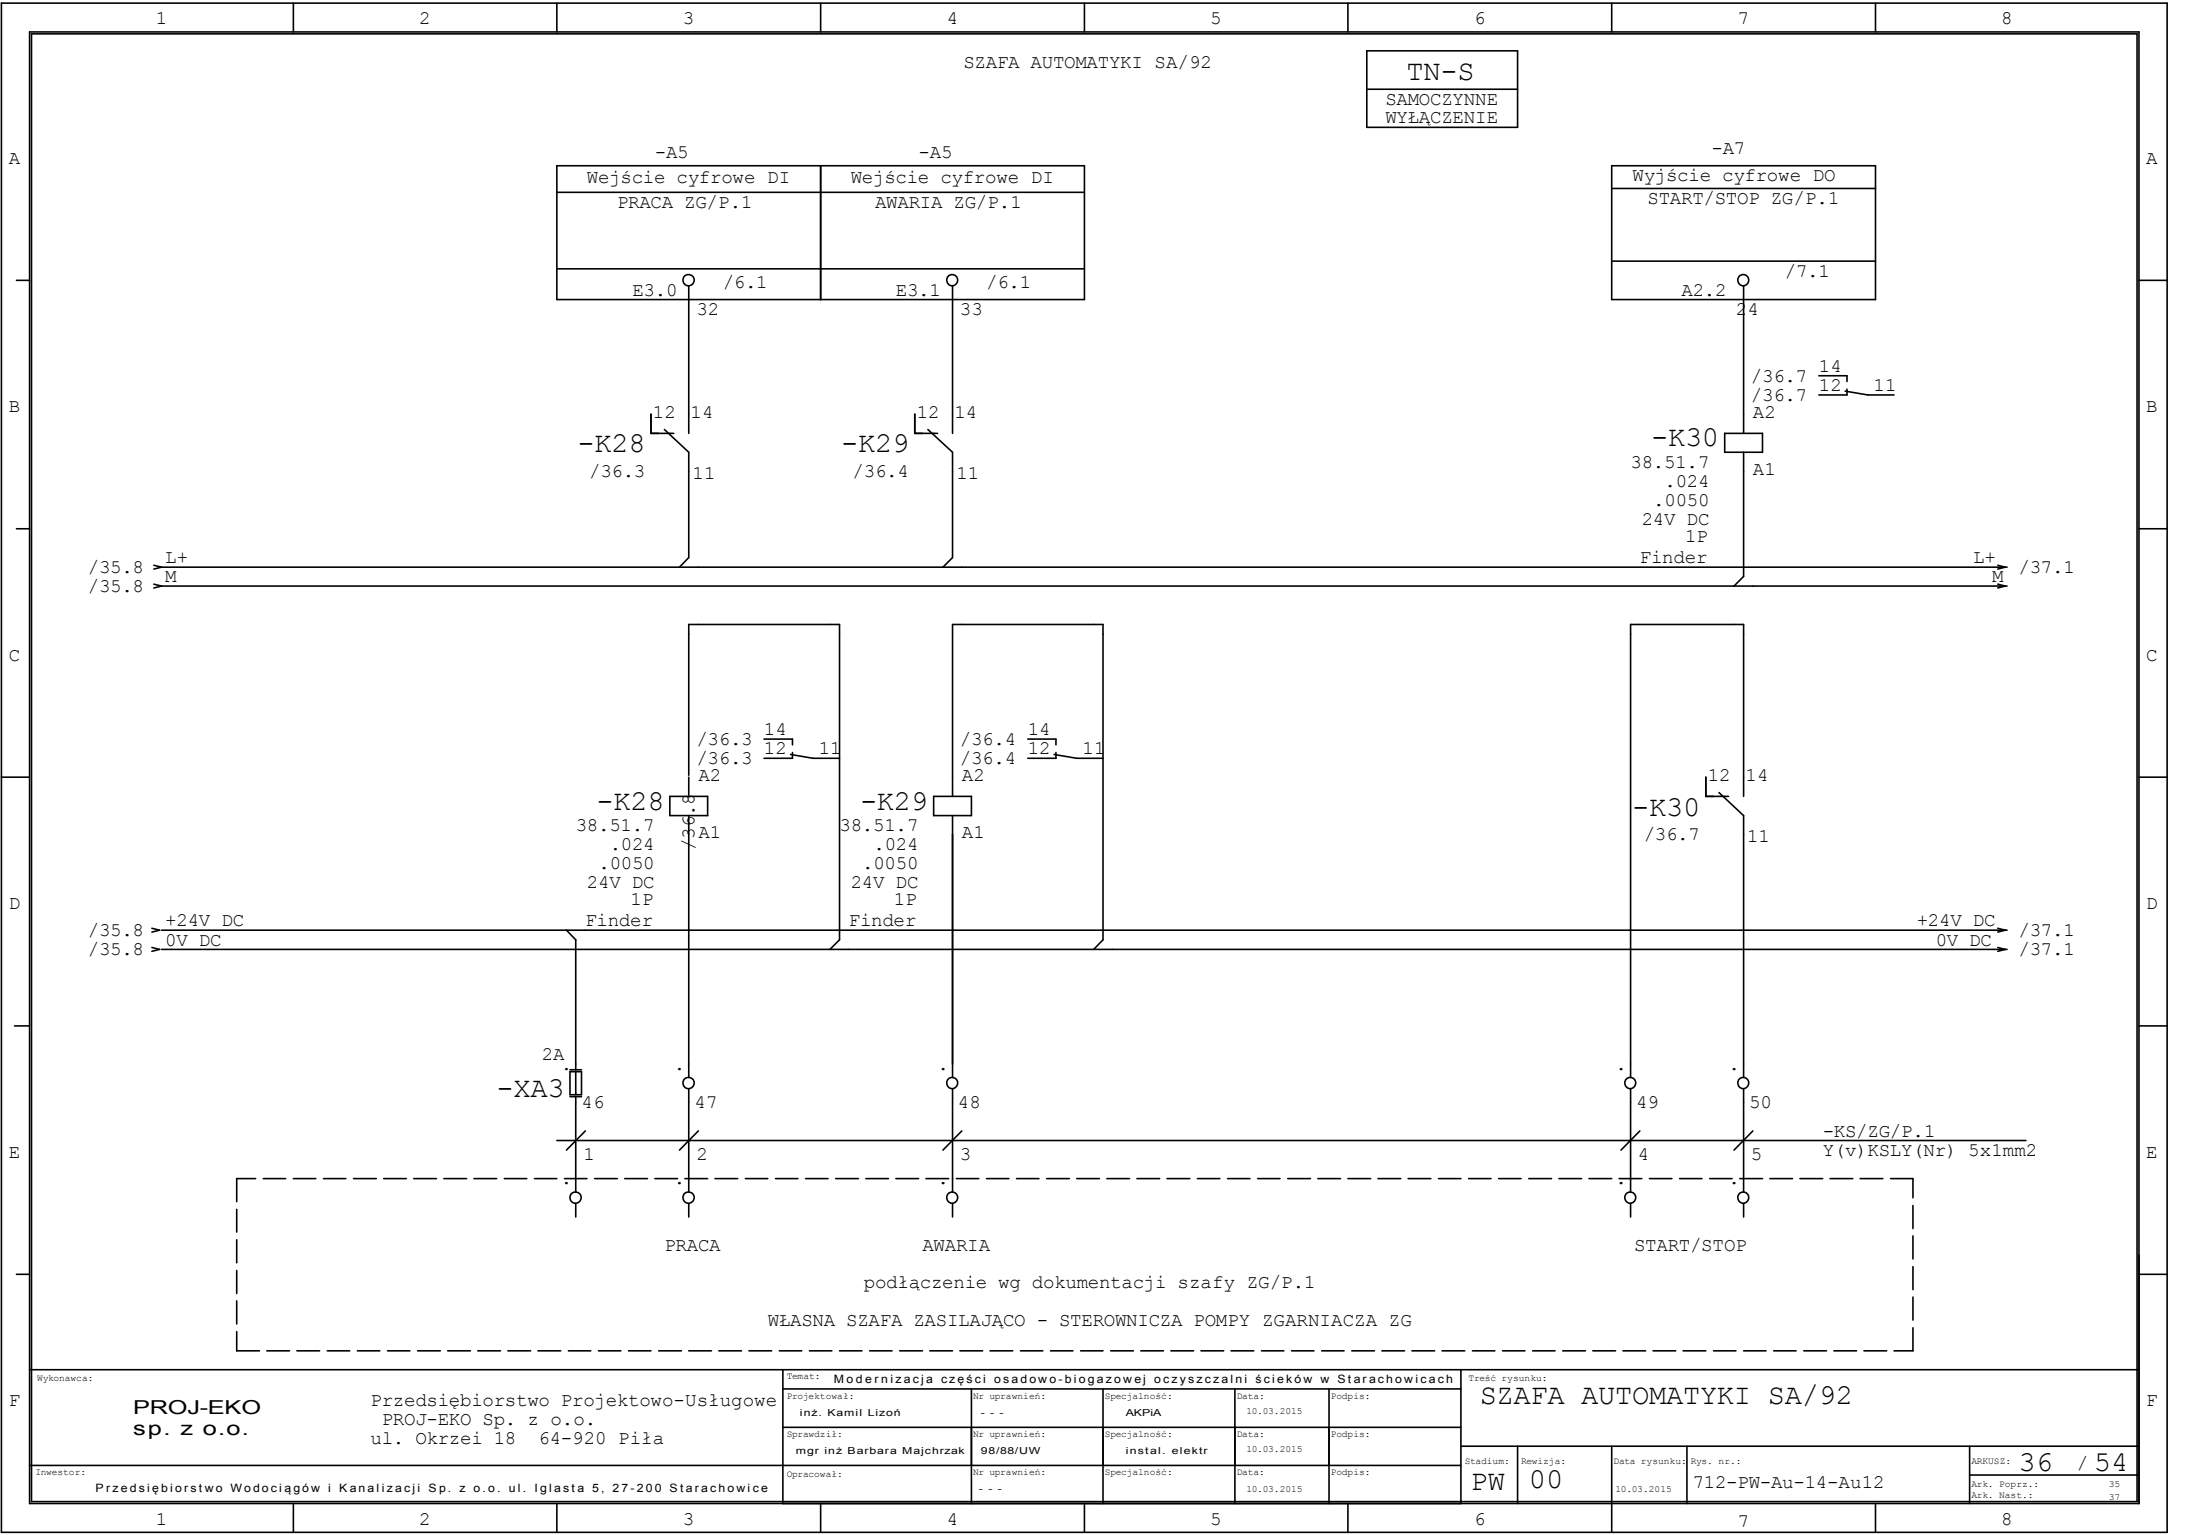 1 2 3 4 5 6 7 8
SZAFA AUTOMATYKI SA/92
TN-S
SAMOCZYNNE
WYŁĄCZENIE
A A
-A5 -A5 -A7
Wejście cyfrowe DI Wejście cyfrowe DI Wyjście cyfrowe DO
PRACA ZG/P.1 AWARIA ZG/P.1 START/STOP ZG/P.1
E3.0 /6.1 E3.1 /6.1 A2.2 /7.1
32 33 24
/36.7 14
/36.7 12 11
B B
12 14 12 14 A2
-K28 -K29 -K30
/36.3 11 /36.4 11 38.51.7 A1
.024
.0050
24V DC
1P
Finder
/35.8 L+ L+ /37.1
/35.8 M M
C C
/36.3 14 /36.4 14
/36.3 12 11 /36.4 12 11
A2 A2 12 14
-K28 /36.8 -K29 -K30
38.51.7 A1 38.51.7 A1 /36.7 11
.024 .024
.0050 .0050
24V DC 24V DC
1P 1P
Finder Finder
D D
/35.8 +24V DC +24V DC /37.1
/35.8 0V DC 0V DC /37.1
2A
-XA3 46 47 48 49 50
-KS/ZG/P.1
1 2 3 4 5 Y(v)KSLY(Nr) 5x1mm2
E E
PRACA AWARIA START/STOP
podłączenie wg dokumentacji szafy ZG/P.1
WŁASNA SZAFA ZASILAJĄCO - STEROWNICZA POMPY ZGARNIACZA ZG
F F
Wykonawca:
PROJ-EKO
sp. z o.o.
Przedsiębiorstwo Projektowo-Usługowe
PROJ-EKO Sp. z o.o.
ul. Okrzei 18 64-920 Piła
Inwestor:
Przedsiębiorstwo Wodociągów i Kanalizacji Sp. z o.o. ul. Iglasta 5, 27-200 Starachowice
Temat: Modernizacja części osadowo-biogazowej oczyszczalni ścieków w Starachowicach
Projektował: Nr uprawnień: Specjalność: Data: Podpis:
inż. Kamil Lizoń --- AKPiA 10.03.2015
Sprawdził: Nr uprawnień: Specjalność: Data: Podpis:
mgr inż Barbara Majchrzak 98/88/UW instal. elektr 10.03.2015
Opracował: Nr uprawnień: Specjalność: Data: Podpis:
--- 10.03.2015
Treść rysunku:
SZAFA AUTOMATYKI SA/92
Stadium: Rewizja: Data rysunku: Rys. nr.: ARKUSZ: 36 / 54
PW 00 10.03.2015 712-PW-Au-14-Au12
Ark. Poprz.: 35
Ark. Nast.: 37
1 2 3 4 5 6 7 8